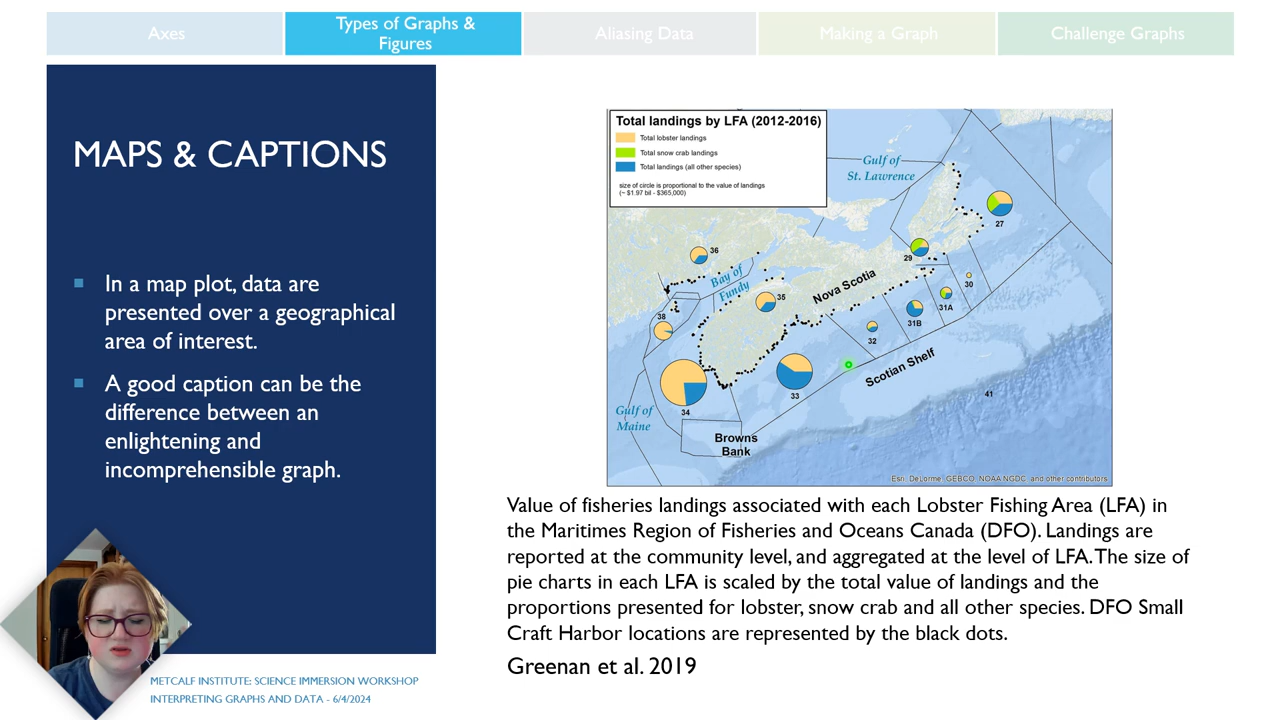 Axes
Types of Graphs &
Figures
Aliasing Data
Making a Graph
Challenge Graphs
MAPS & CAPTIONS
In a map plot, data are
presented over a geographical
area of interest.
A good caption can be the
difference between an
enlightening and
incomprehensible graph.
Total landings by LFA (2012-2016)
Total lobster landings
Total snow crab landings
Total landings (all other species)
size of circle is proportional to the value of landings
(~ $1.97 bil - $365,000)
Gulf of
St. Lawrence
27
36
29
Bay of
Fundy
30
35
Nova Scotia
31A
38
31B
32
Scotian Shelf
33
41
34
Gulf of
Maine
Browns
Bank
Esri, DeLorme, GEBCO, NOAA NGDC, and other contributors
Value of fisheries landings associated with each Lobster Fishing Area (LFA) in
the Maritimes Region of Fisheries and Oceans Canada (DFO). Landings are
reported at the community level, and aggregated at the level of LFA. The size of
pie charts in each LFA is scaled by the total value of landings and the
proportions presented for lobster, snow crab and all other species. DFO Small
Craft Harbor locations are represented by the black dots.
Greenan et al. 2019
METCALF INSTITUTE: SCIENCE IMMERSION WORKSHOP
INTERPRETING GRAPHS AND DATA - 6/4/2024